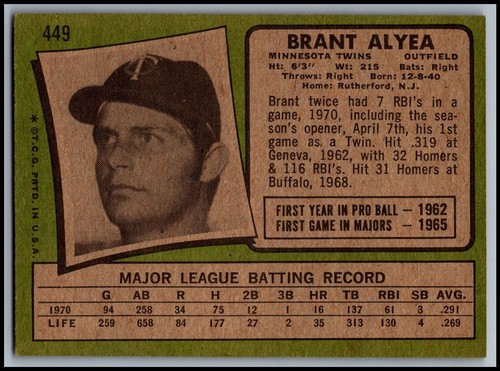 449
BRANT ALYEA
MINNESOTA TWINS OUTFIELD
Ht: 6'3" Wt: 215 Bats: Right
Throws: Right Born: 12-8-40
Home: Rutherford, N.J.
Brant twice had 7 RBI's in a
game, 1970, including the sea-
son's opener, April 7th, his 1st
game as a Twin. Hit .319 at
Geneva, 1962, with 32 Homers
& 116 RBI's. Hit 31 Homers at
Buffalo, 1968.
FIRST YEAR IN PRO BALL – 1962
FIRST GAME IN MAJORS – 1965
TC
* ©T.C.G. PRTD. IN U.S.A.
MAJOR LEAGUE BATTING RECORD
G AB R H 2B 3B HR TB RBI SB AVG.
1970 94 258 34 75 12 1 16 137 61 3 .291
LIFE 259 658 84 177 27 2 35 313 130 4 .269